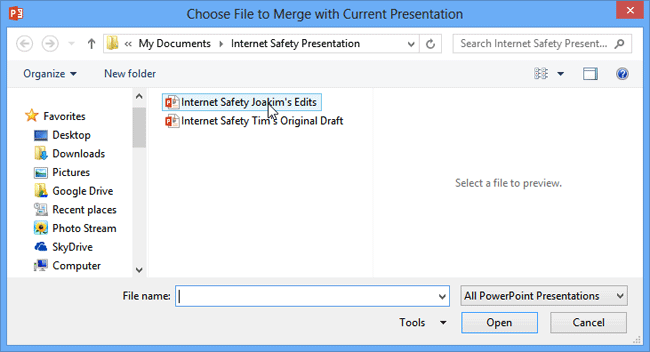 Choose File to Merge with Current Presentation
« My Documents » Internet Safety Presentation
Search Internet Safety Present...
Organize
New folder
Favorites
Desktop
Downloads
Pictures
Google Drive
Recent places
Photo Stream
SkyDrive
Computer
Internet Safety Joakim's Edits
Internet Safety Tim's Original Draft
Select a file to preview.
File name:
All PowerPoint Presentations
Tools
Open
Cancel